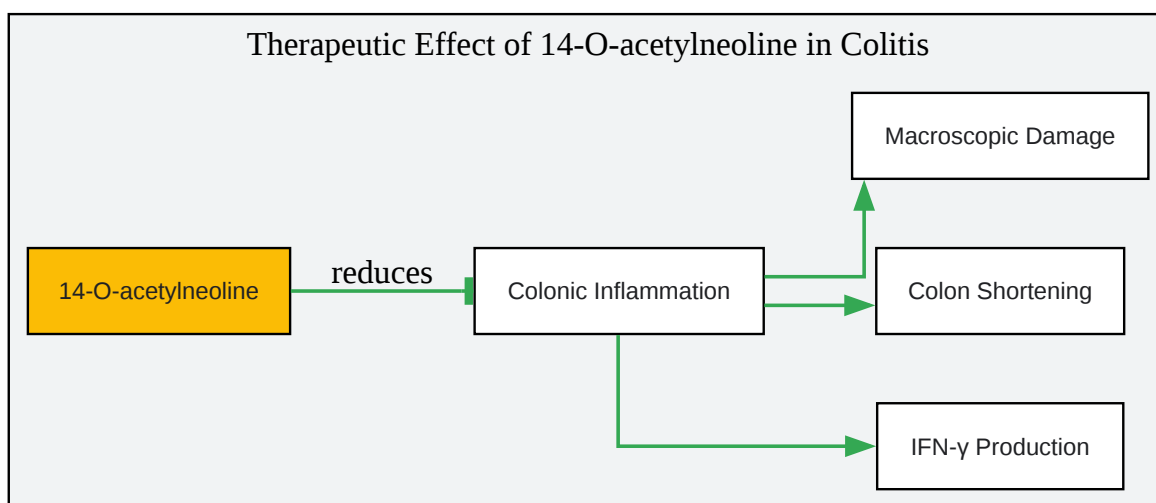 Therapeutic Effect of 14-O-acetylneoline in Colitis
Macroscopic Damage
14-O-acetylneoline
reduces
Colonic Inflammation
Colon Shortening
IFN-γ Production